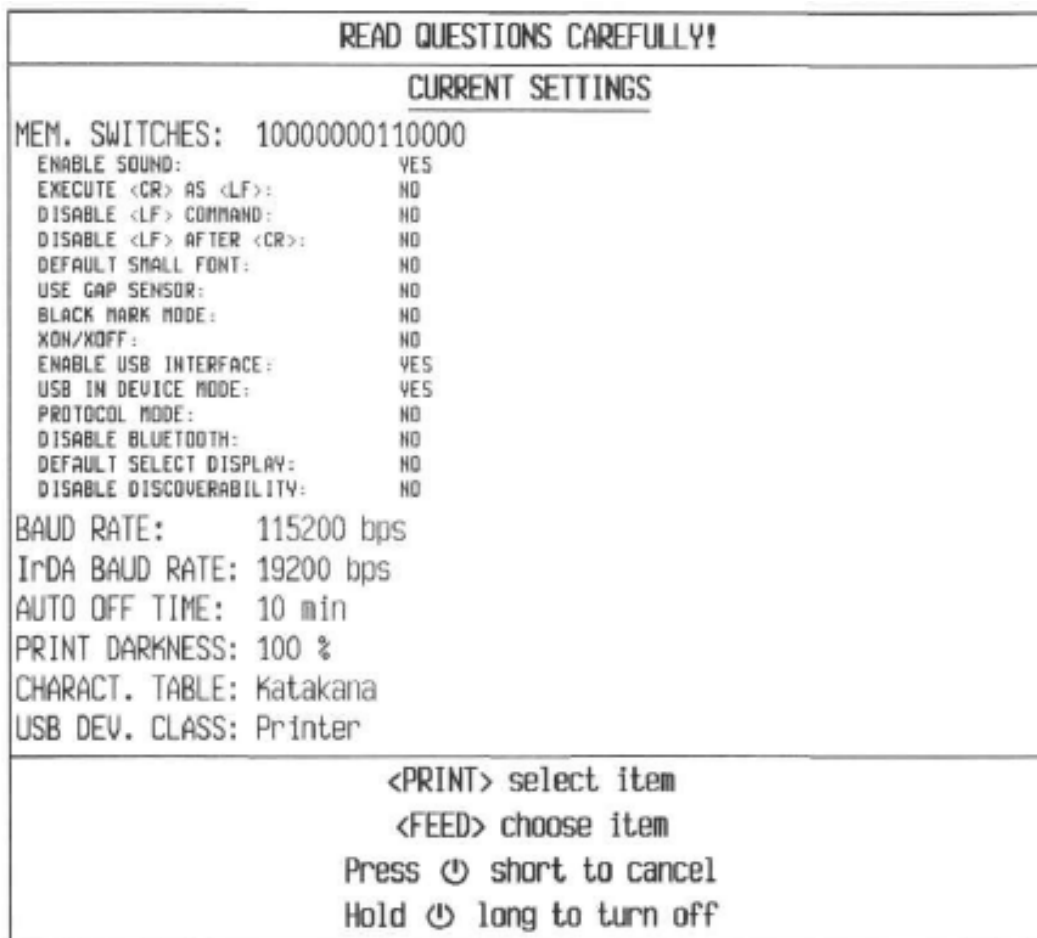 READ QUESTIONS CAREFULLY!
CURRENT SETTINGS
MEM. SWITCHES: 10000000110000
ENABLE SOUND: YES
EXECUTE <CR> AS <LF>: NO
DISABLE <LF> COMMAND: NO
DISABLE <LF> AFTER <CR>: NO
DEFAULT SMALL FONT: NO
USE GAP SENSOR: NO
BLACK MARK MODE: NO
XON/XOFF: NO
ENABLE USB INTERFACE: YES
USB IN DEVICE MODE: YES
PROTOCOL MODE: NO
DISABLE BLUETOOTH: NO
DEFAULT SELECT DISPLAY: NO
DISABLE DISCOVERABILITY: NO
BAUD RATE: 115200 bps
IrDA BAUD RATE: 19200 bps
AUTO OFF TIME: 10 min
PRINT DARKNESS: 100 %
CHARACT. TABLE: Katakana
USB DEV. CLASS: Printer
<PRINT> select item
<FEED> choose item
Press ⏻ short to cancel
Hold ⏻ long to turn off